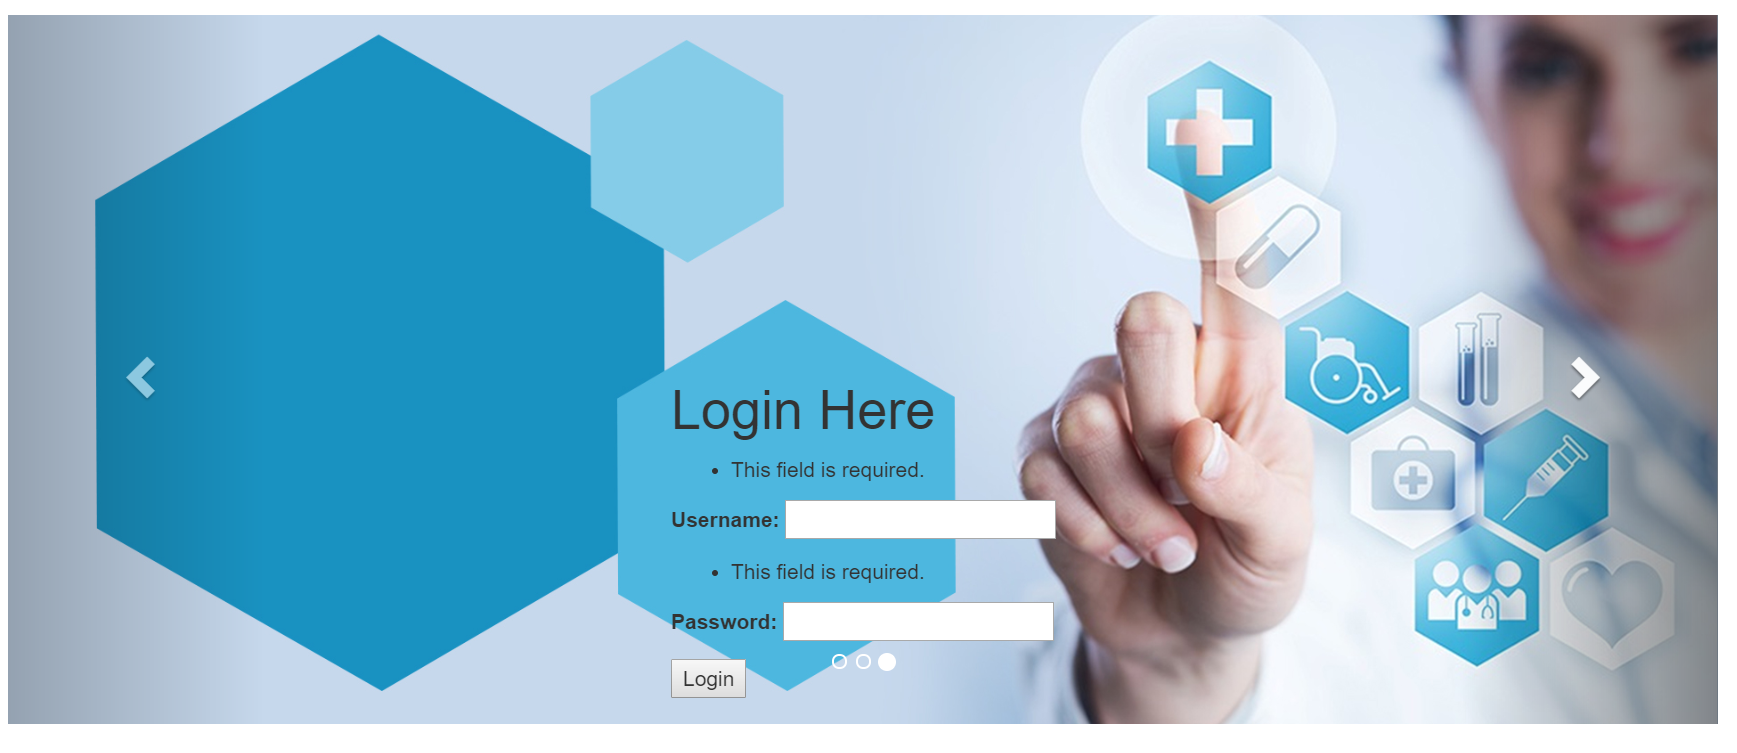 Login Here
This field is required.
Username:
This field is required.
Password:
Login